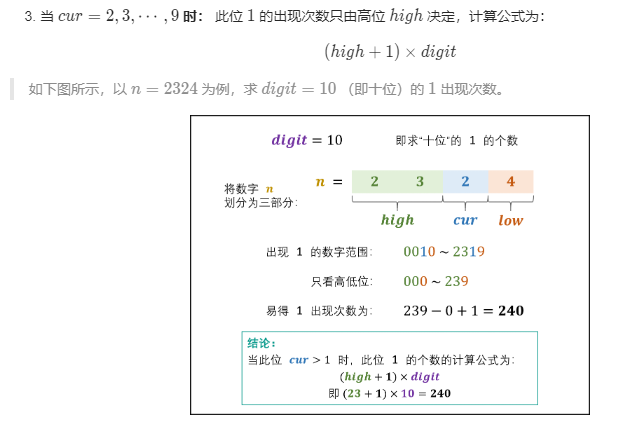 3. 当 cur = 2, 3, ⋯ , 9 时： 此位 1 的出现次数只由高位 high 决定，计算公式为：
(high + 1) × digit
如下图所示，以 n = 2324 为例，求 digit = 10 （即十位）的 1 出现次数。
digit = 10 即求“十位”的 1 的个数
将数字 n
划分为三部分：
n = 2 3 2 4
high cur low
出现 1 的数字范围： 0010 ~ 2319
只看高低位： 000 ~ 239
易得 1 出现次数为： 239 − 0 + 1 = 240
结论：
当此位 cur > 1 时，此位 1 的个数的计算公式为：
(high + 1) × digit
即 (23 + 1) × 10 = 240